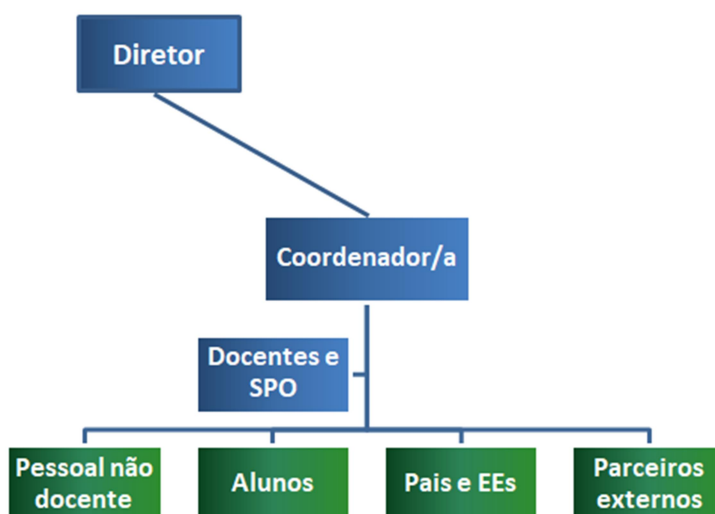 Diretor
Coordenador/a
Docentes e
SPO
Pessoal não
docente
Alunos
Pais e EEs
Parceiros
externos